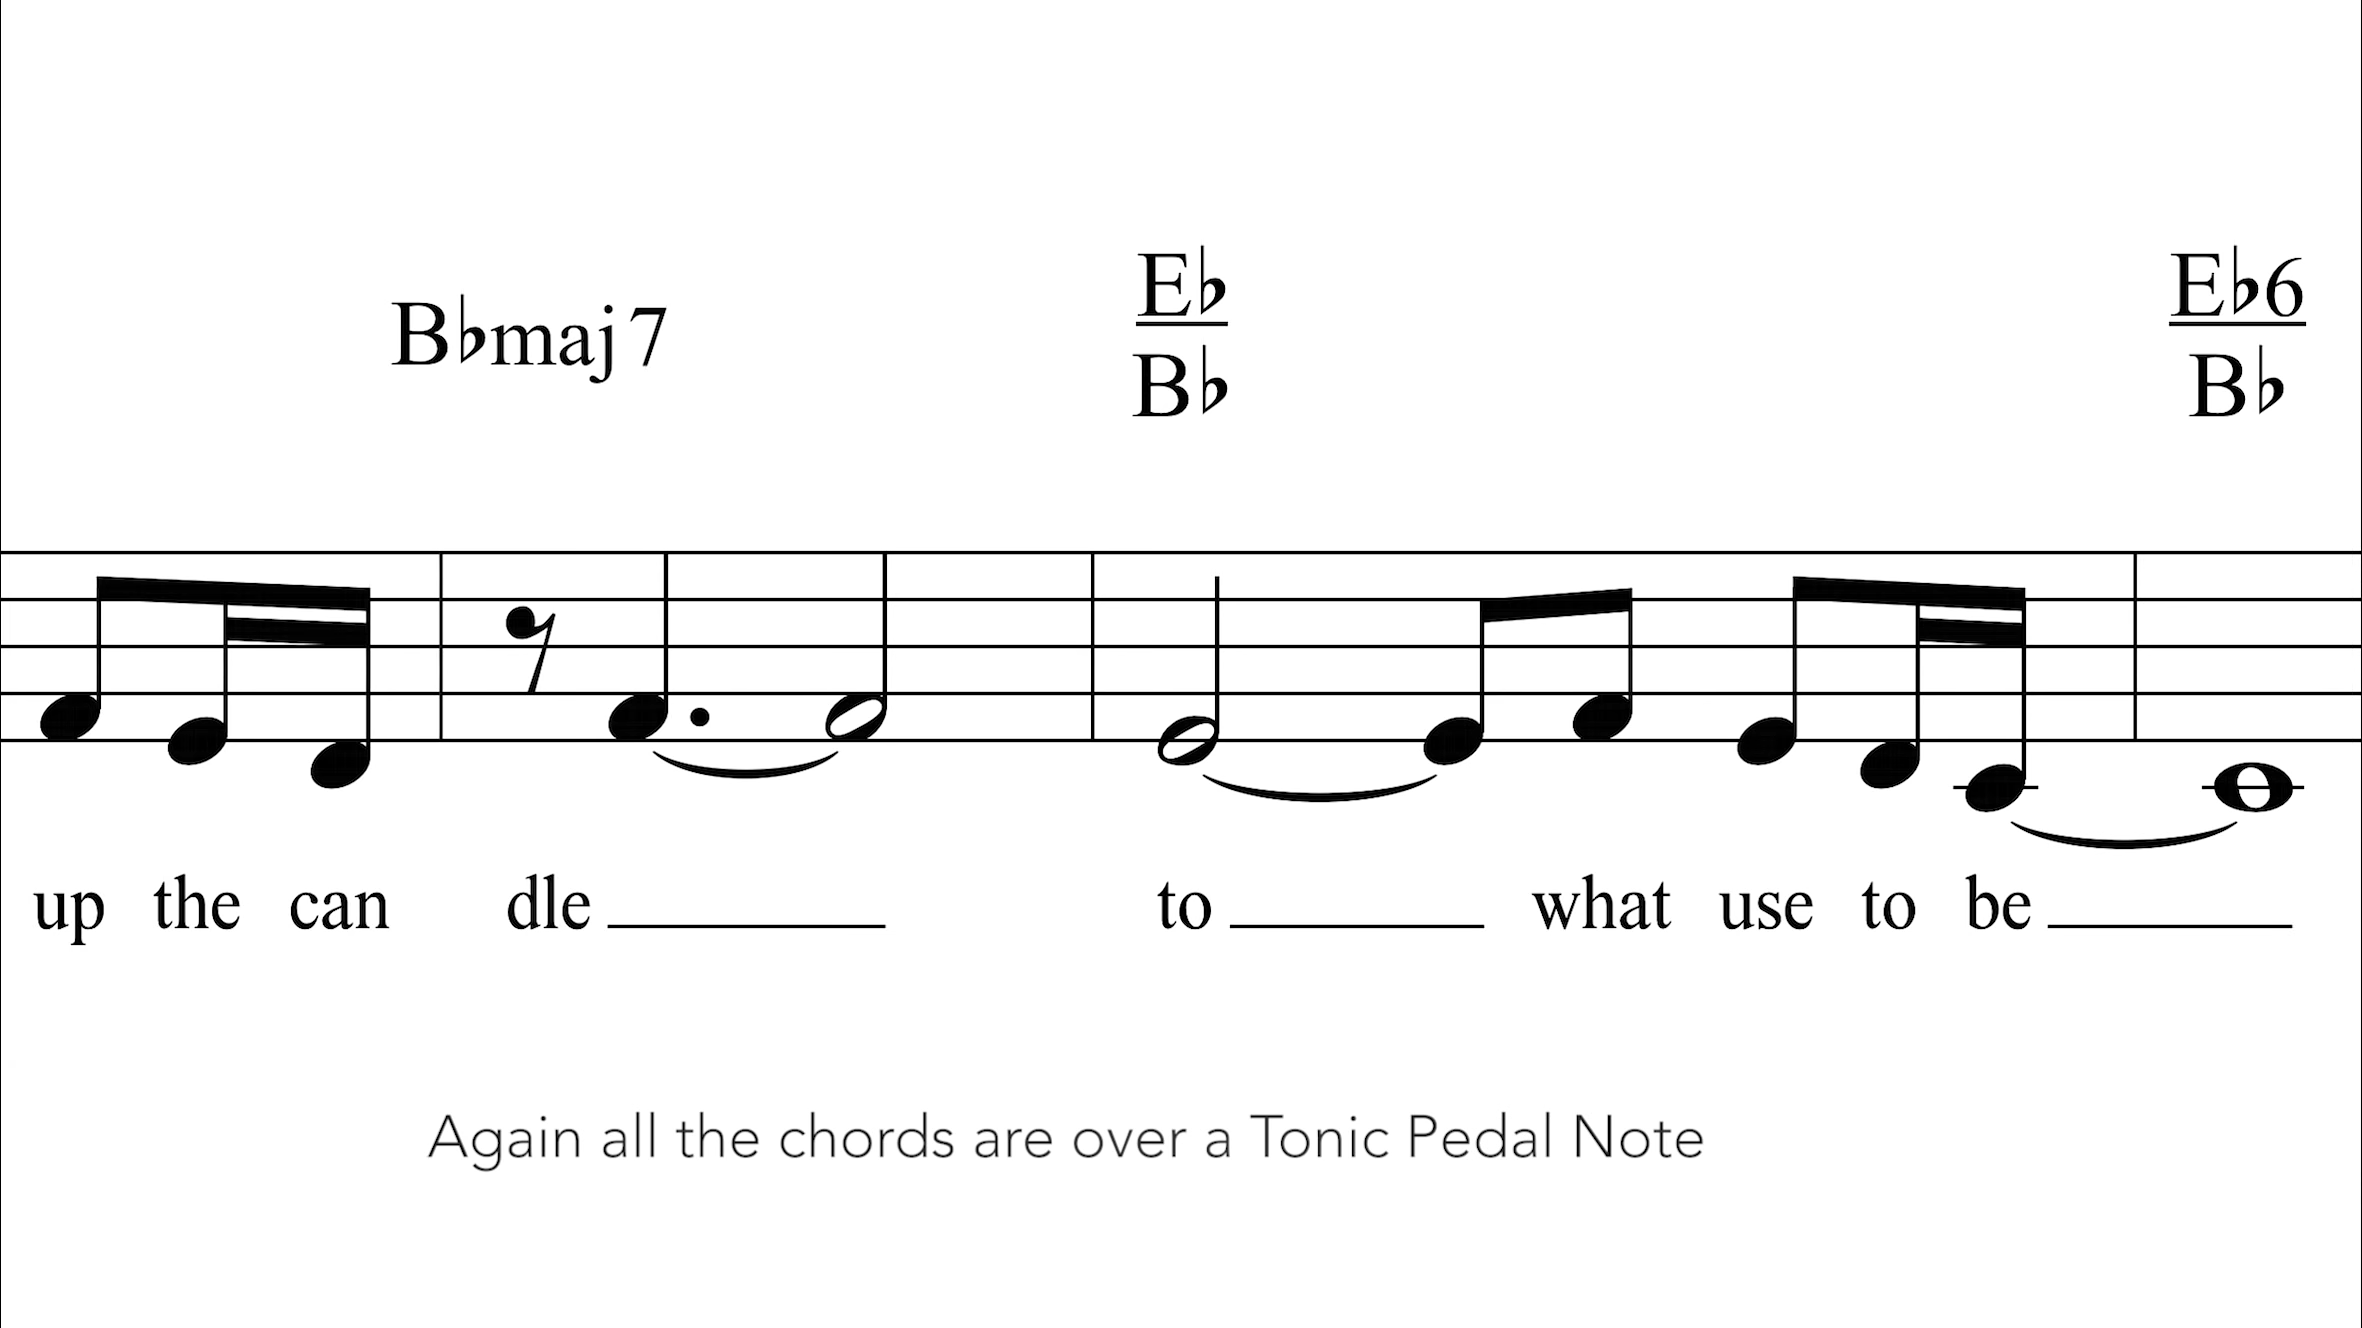 B♭maj7 E♭ E♭6
B♭ B♭
up the can dle to what use to be
Again all the chords are over a Tonic Pedal Note